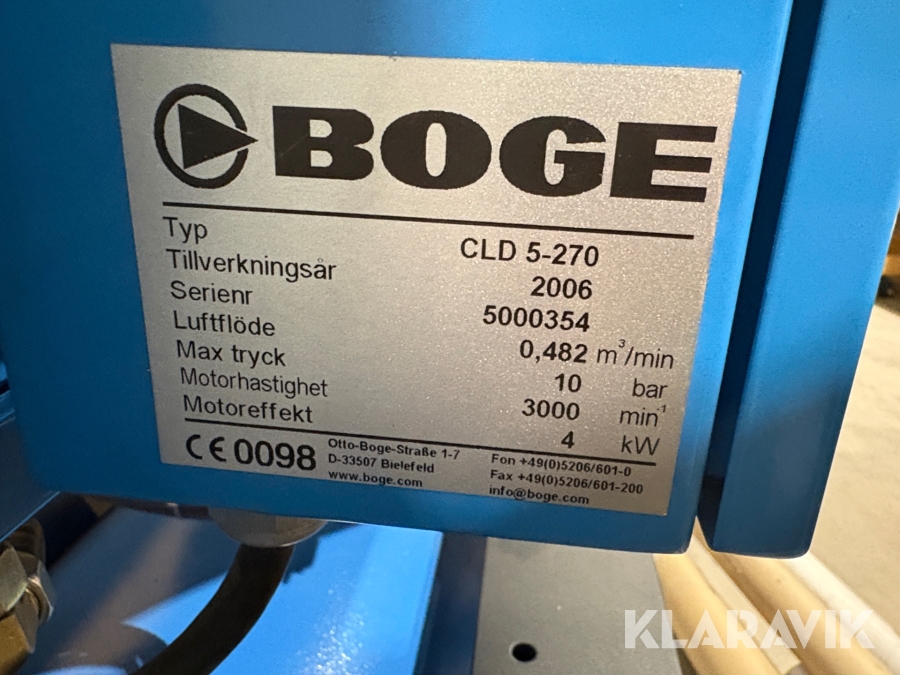 BOGE
Typ CLD 5-270
Tillverkningsår 2006
Serienr 5000354
Luftflöde 0,482 m³/min
Max tryck 10 bar
Motorhastighet 3000 min⁻¹
Motoreffekt 4 kW
CE 0098
Otto-Boge-Straße 1-7 Fon +49(0)5206/601-0
D-33507 Bielefeld Fax +49(0)5206/601-200
www.boge.com info@boge.com
KLARAVIK